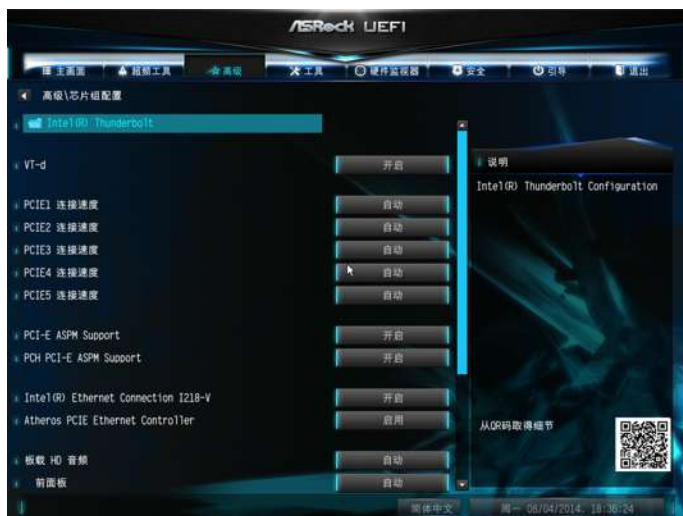 ASRock UEFI
主画面 超频工具 高级 工具 硬件监视器 安全 引导 退出
高级\芯片组配置
Intel(R) Thunderbolt
VT-d 开启
PCIE1 连接速度 自动
PCIE2 连接速度 自动
PCIE3 连接速度 自动
PCIE4 连接速度 自动
PCIE5 连接速度 自动
PCI-E ASPM Support 开启
PCH PCI-E ASPM Support 开启
Intel(R) Ethernet Connection I218-V 开启
Atheros PCIE Ethernet Controller 启用
板载 HD 音频 自动
前面板 自动
说明
Intel(R) Thunderbolt Configuration
从QR码取得细节
简体中文 周一 08/04/2014. 18:36:24